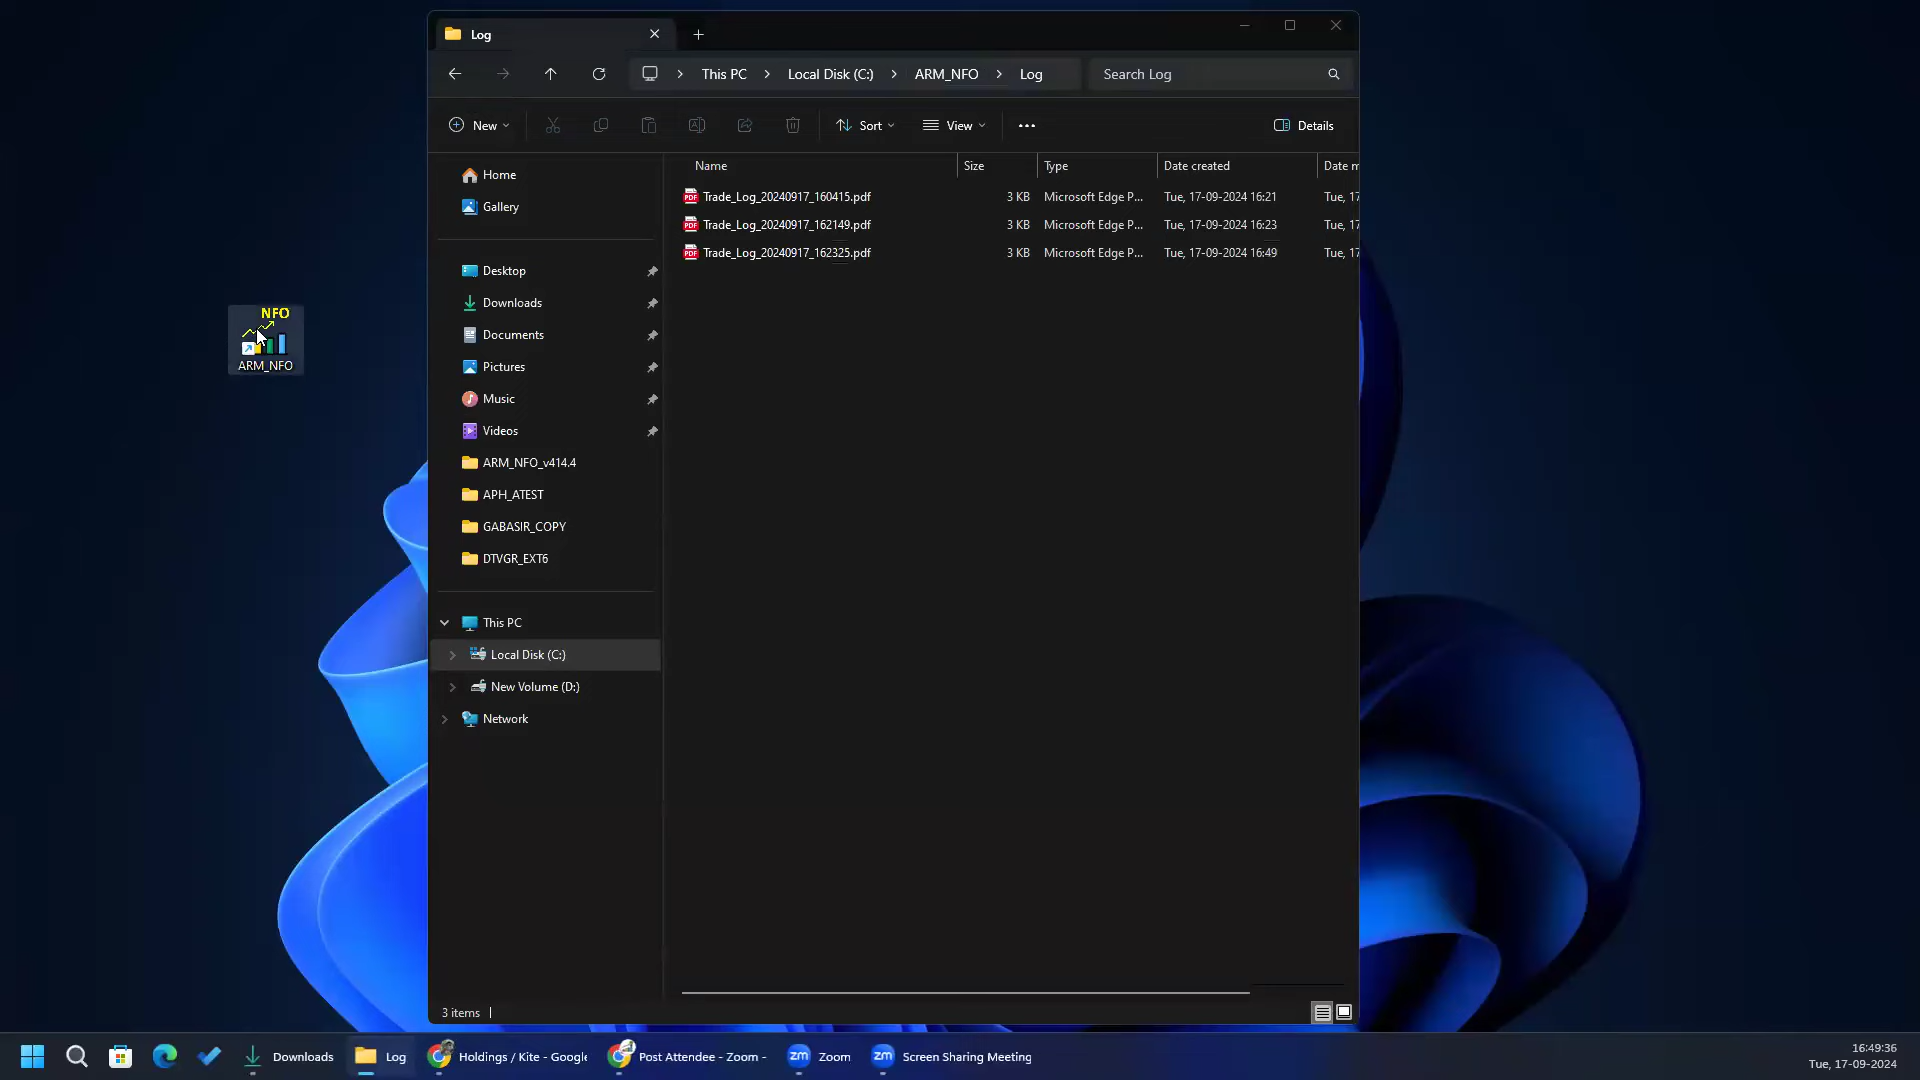 Log
This PC
Local Disk (C:)
ARM_NFO
Log
Search Log
New
Sort
View
Details
Name
Size
Type
Date created
Date m
Trade_Log_20240917_160415.pdf
3 KB
Microsoft Edge P...
Tue, 17-09-2024 16:21
Tue, 17
Trade_Log_20240917_162149.pdf
3 KB
Microsoft Edge P...
Tue, 17-09-2024 16:23
Tue, 17
Trade_Log_20240917_162325.pdf
3 KB
Microsoft Edge P...
Tue, 17-09-2024 16:49
Tue, 17
Home
Gallery
Desktop
Downloads
Documents
Pictures
Music
Videos
ARM_NFO_v414.4
APH_ATEST
GABASIR_COPY
DTVGR_EXT6
This PC
Local Disk (C:)
New Volume (D:)
Network
3 items
NFO
ARM_NFO
Downloads
Log
Holdings / Kite - Google
Post Attendee - Zoom -
zm
Zoom
zm
Screen Sharing Meeting
16:49:36
Tue, 17-09-2024